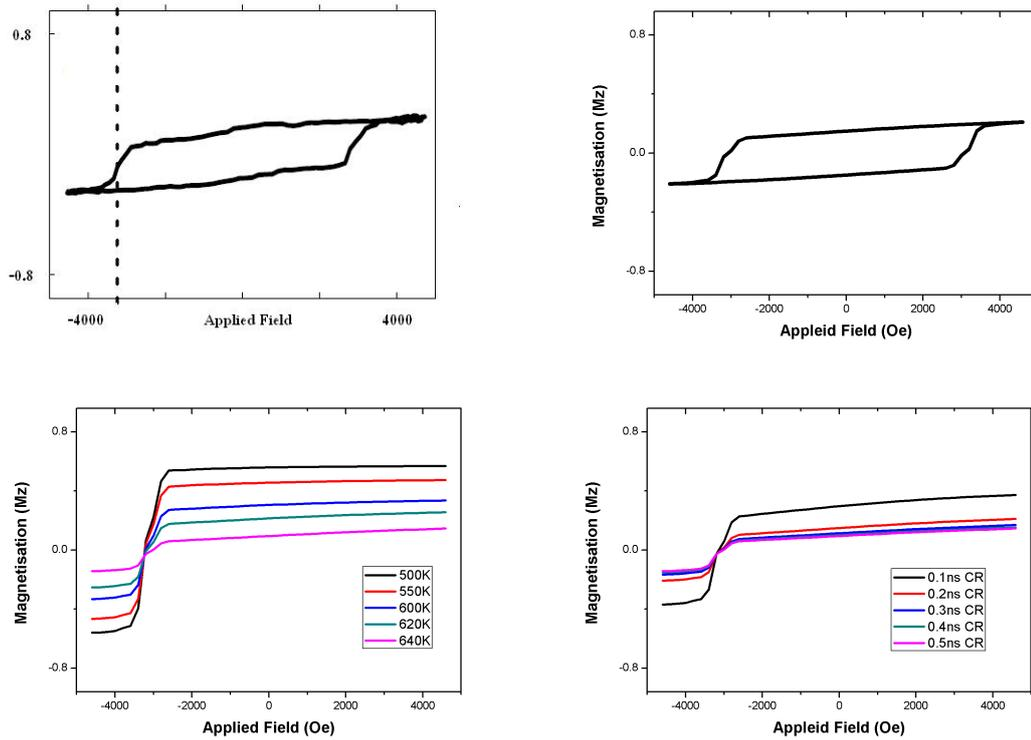 0.8
-0.8
-4000
Applied Field
4000
Magnetisation (Mz)
0.8
0.0
-0.8
-4000
-2000
0
2000
4000
Appleid Field (Oe)
Magnetisation (Mz)
0.8
0.0
-0.8
500K
550K
600K
620K
640K
-4000
-2000
0
2000
4000
Applied Field (Oe)
Magnetisation (Mz)
0.8
0.0
-0.8
0.1ns CR
0.2ns CR
0.3ns CR
0.4ns CR
0.5ns CR
-4000
-2000
0
2000
4000
Appleid Field (Oe)